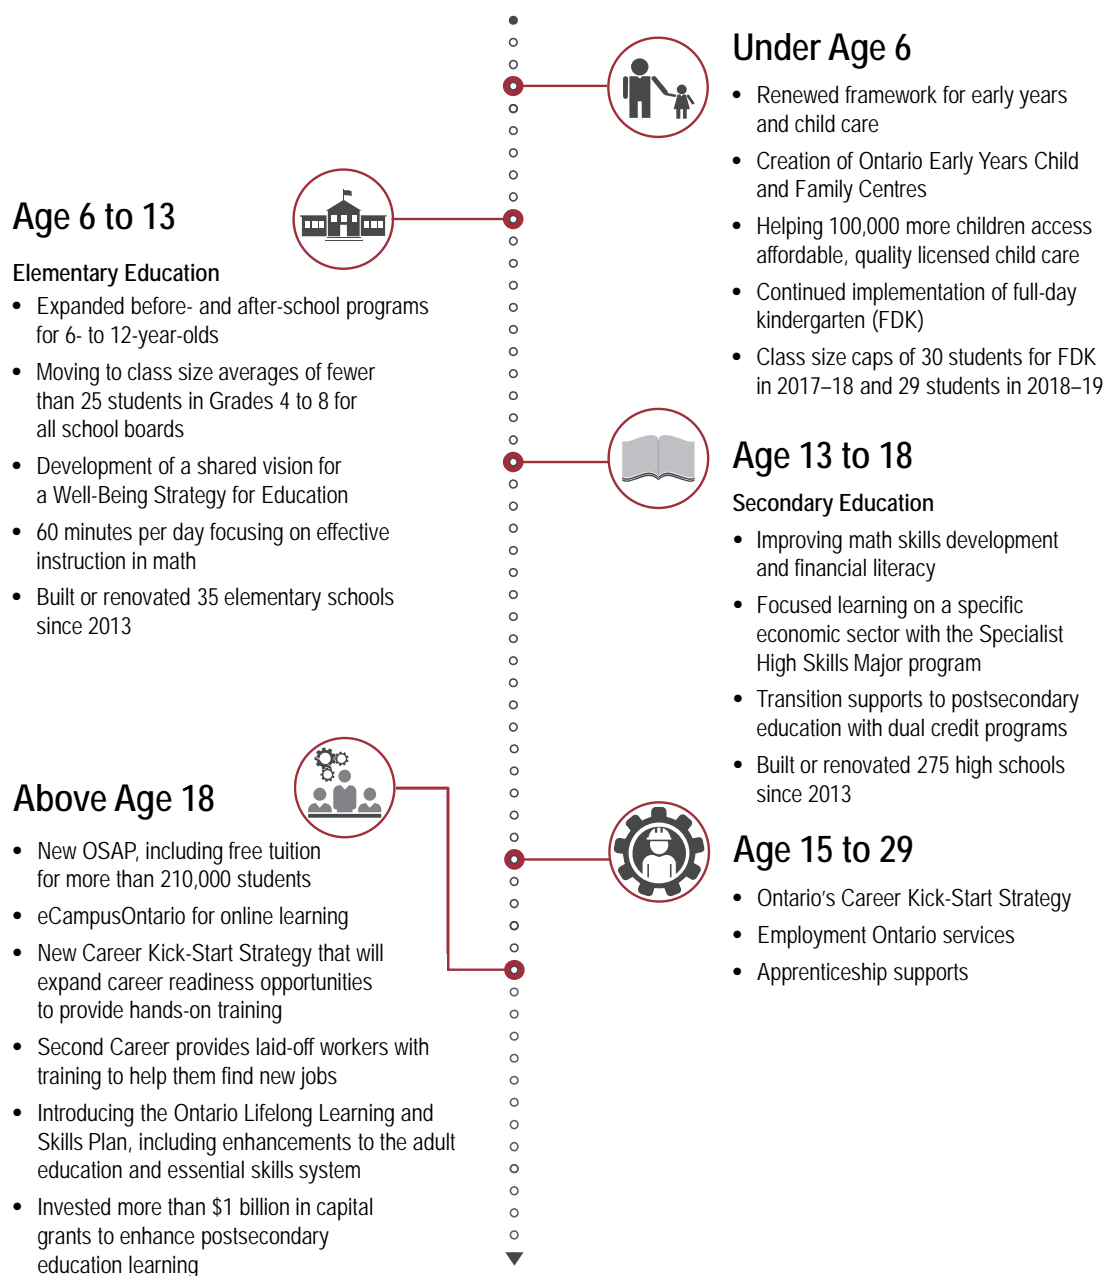 Under Age 6
• Renewed framework for early years
and child care
• Creation of Ontario Early Years Child
and Family Centres
• Helping 100,000 more children access
affordable, quality licensed child care
• Continued implementation of full-day
kindergarten (FDK)
• Class size caps of 30 students for FDK
in 2017–18 and 29 students in 2018–19
Age 6 to 13
Elementary Education
• Expanded before- and after-school programs
for 6- to 12-year-olds
• Moving to class size averages of fewer
than 25 students in Grades 4 to 8 for
all school boards
• Development of a shared vision for
a Well-Being Strategy for Education
• 60 minutes per day focusing on effective
instruction in math
• Built or renovated 35 elementary schools
since 2013
Age 13 to 18
Secondary Education
• Improving math skills development
and financial literacy
• Focused learning on a specific
economic sector with the Specialist
High Skills Major program
• Transition supports to postsecondary
education with dual credit programs
• Built or renovated 275 high schools
since 2013
Age 15 to 29
• Ontario's Career Kick-Start Strategy
• Employment Ontario services
• Apprenticeship supports
Above Age 18
• New OSAP, including free tuition
for more than 210,000 students
• eCampusOntario for online learning
• New Career Kick-Start Strategy that will
expand career readiness opportunities
to provide hands-on training
• Second Career provides laid-off workers with
training to help them find new jobs
• Introducing the Ontario Lifelong Learning and
Skills Plan, including enhancements to the adult
education and essential skills system
• Invested more than $1 billion in capital
grants to enhance postsecondary
education learning